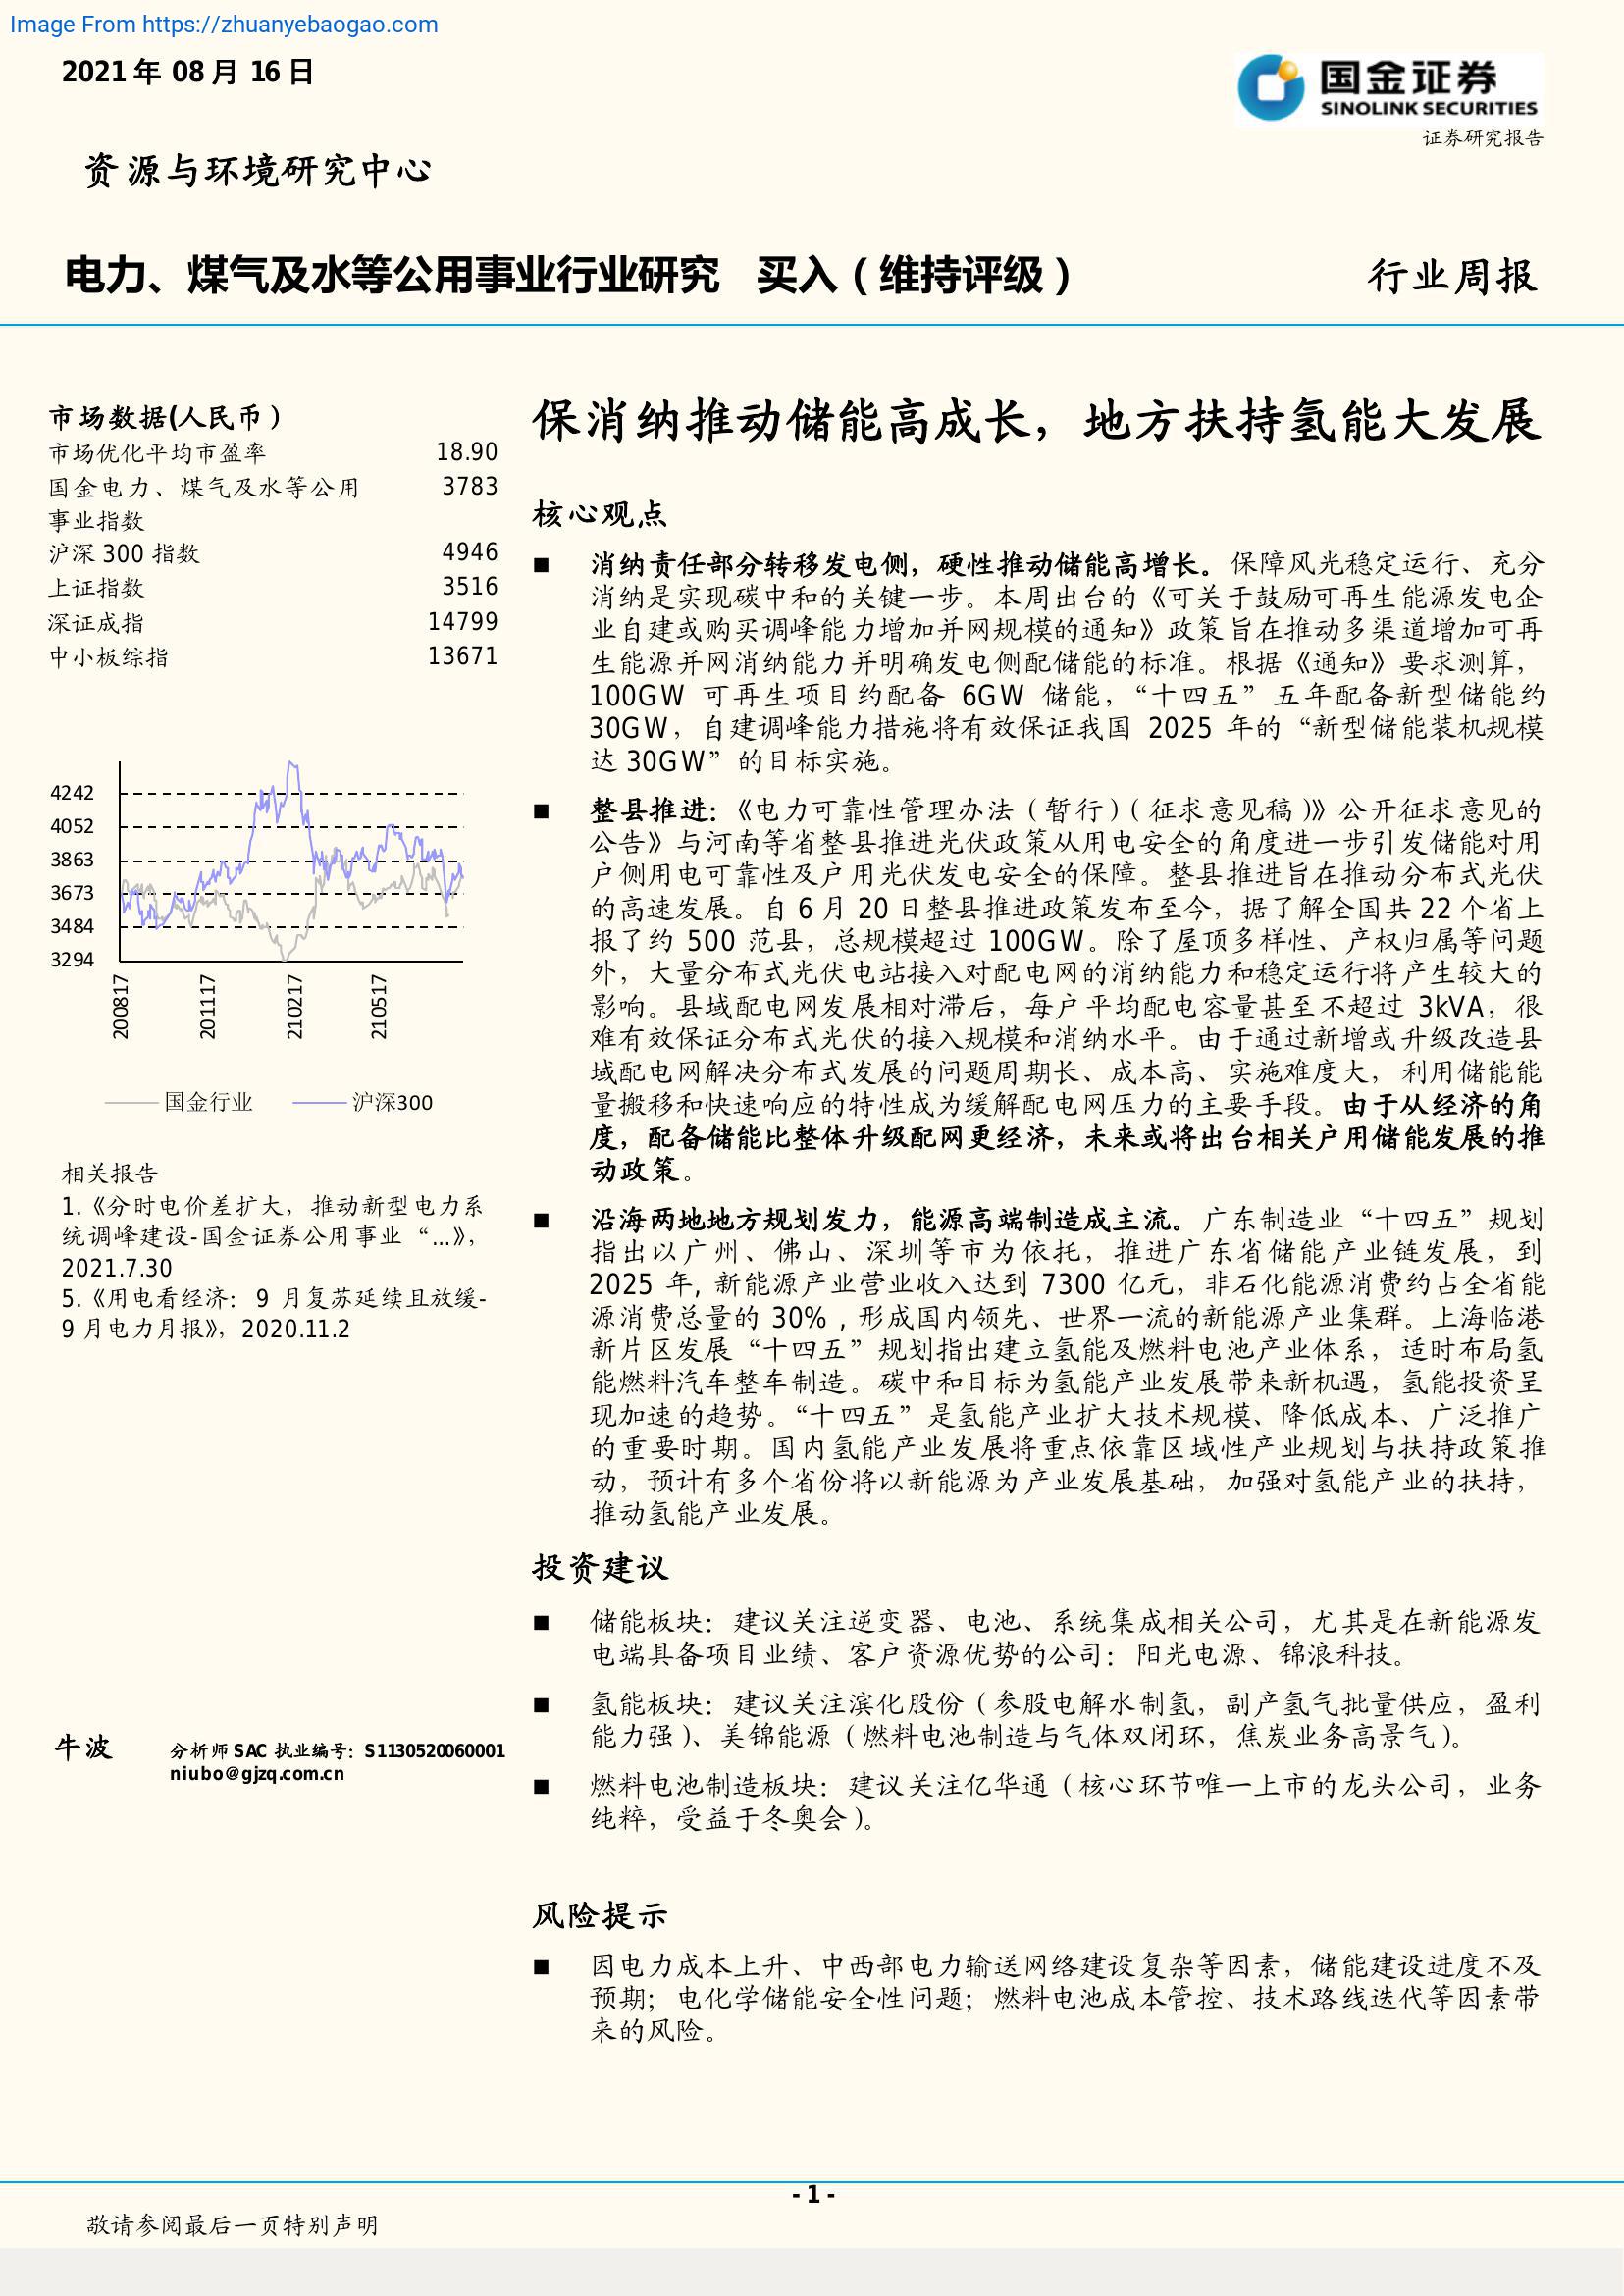 Image From https://zhuanyebaogao.com
2021 年 08 月 16 日
国金证券
SINOLINK SECURITIES
证券研究报告
资源与环境研究中心
电力、煤气及水等公用事业行业研究 买入（维持评级）
行业周报
市场数据(人民币）
市场优化平均市盈率 18.90
国金电力、煤气及水等公用 3783
事业指数
沪深 300 指数 4946
上证指数 3516
深证成指 14799
中小板综指 13671
4242
4052
3863
3673
3484
3294
200817
201117
210217
210517
国金行业 沪深300
相关报告
1.《分时电价差扩大，推动新型电力系
统调峰建设-国金证券公用事业“...》，
2021.7.30
5.《用电看经济：9 月复苏延续且放缓-
9 月电力月报》，2020.11.2
牛波
分析师 SAC 执业编号：S1130520060001
niubo@gjzq.com.cn
保消纳推动储能高成长，地方扶持氢能大发展
核心观点
■ 消纳责任部分转移发电侧，硬性推动储能高增长。保障风光稳定运行、充分
消纳是实现碳中和的关键一步。本周出台的《可关于鼓励可再生能源发电企
业自建或购买调峰能力增加并网规模的通知》政策旨在推动多渠道增加可再
生能源并网消纳能力并明确发电侧配储能的标准。根据《通知》要求测算，
100GW 可再生项目约配备 6GW 储能，“十四五”五年配备新型储能约
30GW，自建调峰能力措施将有效保证我国 2025 年的“新型储能装机规模
达 30GW”的目标实施。
■ 整县推进：《电力可靠性管理办法（暂行）（征求意见稿）》公开征求意见的
公告》与河南等省整县推进光伏政策从用电安全的角度进一步引发储能对用
户侧用电可靠性及户用光伏发电安全的保障。整县推进旨在推动分布式光伏
的高速发展。自 6 月 20 日整县推进政策发布至今，据了解全国共 22 个省上
报了约 500 范县，总规模超过 100GW。除了屋顶多样性、产权归属等问题
外，大量分布式光伏电站接入对配电网的消纳能力和稳定运行将产生较大的
影响。县域配电网发展相对滞后，每户平均配电容量甚至不超过 3kVA，很
难有效保证分布式光伏的接入规模和消纳水平。由于通过新增或升级改造县
域配电网解决分布式发展的问题周期长、成本高、实施难度大，利用储能能
量搬移和快速响应的特性成为缓解配电网压力的主要手段。由于从经济的角
度，配备储能比整体升级配网更经济，未来或将出台相关户用储能发展的推
动政策。
■ 沿海两地地方规划发力，能源高端制造成主流。广东制造业“十四五”规划
指出以广州、佛山、深圳等市为依托，推进广东省储能产业链发展，到
2025 年, 新能源产业营业收入达到 7300 亿元，非石化能源消费约占全省能
源消费总量的 30%，形成国内领先、世界一流的新能源产业集群。上海临港
新片区发展“十四五”规划指出建立氢能及燃料电池产业体系，适时布局氢
能燃料汽车整车制造。碳中和目标为氢能产业发展带来新机遇，氢能投资呈
现加速的趋势。“十四五”是氢能产业扩大技术规模、降低成本、广泛推广
的重要时期。国内氢能产业发展将重点依靠区域性产业规划与扶持政策推
动，预计有多个省份将以新能源为产业发展基础，加强对氢能产业的扶持，
推动氢能产业发展。
投资建议
■ 储能板块：建议关注逆变器、电池、系统集成相关公司，尤其是在新能源发
电端具备项目业绩、客户资源优势的公司：阳光电源、锦浪科技。
■ 氢能板块：建议关注滨化股份（参股电解水制氢，副产氢气批量供应，盈利
能力强）、美锦能源（燃料电池制造与气体双闭环，焦炭业务高景气）。
■ 燃料电池制造板块：建议关注亿华通（核心环节唯一上市的龙头公司，业务
纯粹，受益于冬奥会）。
风险提示
■ 因电力成本上升、中西部电力输送网络建设复杂等因素，储能建设进度不及
预期；电化学储能安全性问题；燃料电池成本管控、技术路线迭代等因素带
来的风险。
- 1 -
敬请参阅最后一页特别声明